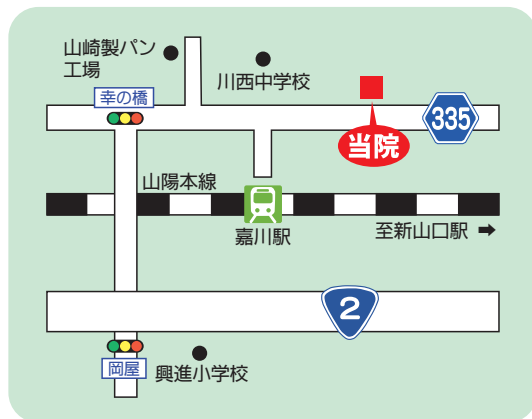 山崎製パン
工場
川西中学校
幸の橋
335
当院
山陽本線
嘉川駅
至新山口駅 ➡
2
岡屋
興進小学校